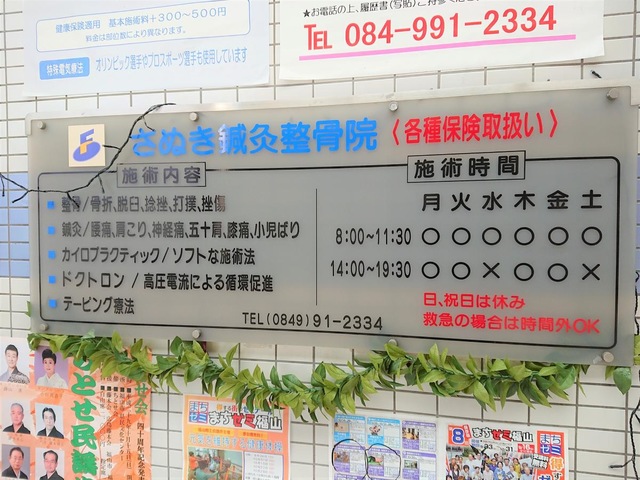 健康保険適用 基本施術料+300〜500円
料金は部位数により異なります。
特殊電気療法 オリンピック選手やプロスポーツ選手も使用しています
★お電話の上、履歴書(写貼)ご持参ください
TEL 084-991-2334
さぬき鍼灸整骨院 〈各種保険取扱い〉
施術内容
整骨/骨折、脱臼、捻挫、打撲、挫傷
鍼灸/腰痛、肩こり、神経痛、五十肩、膝痛、小児ばり
カイロプラクティック/ソフトな施術法
ドクトロン/高圧電流による循環促進
テーピング療法
TEL(0849)91-2334
施術時間
月火水木金土
8:00~11:30 ○○○○○○
14:00~19:30 ○○×○○×
日、祝日は休み
救急の場合は時間外OK
まちゼミ福山
まちゼミ福山